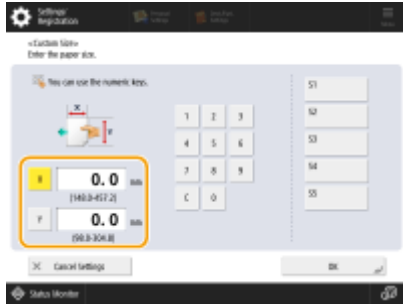 Settings/
Registration
<Custom Size>
Enter the paper size.
You can use the numeric keys.
X
Y
1 2 3
4 5 6
7 8 9
C 0
X 0.0 mm
(148.0-457.2)
Y 0.0 mm
(98.0-304.8)
S1
S2
S3
S4
S5
Cancel Settings
OK
Status Monitor